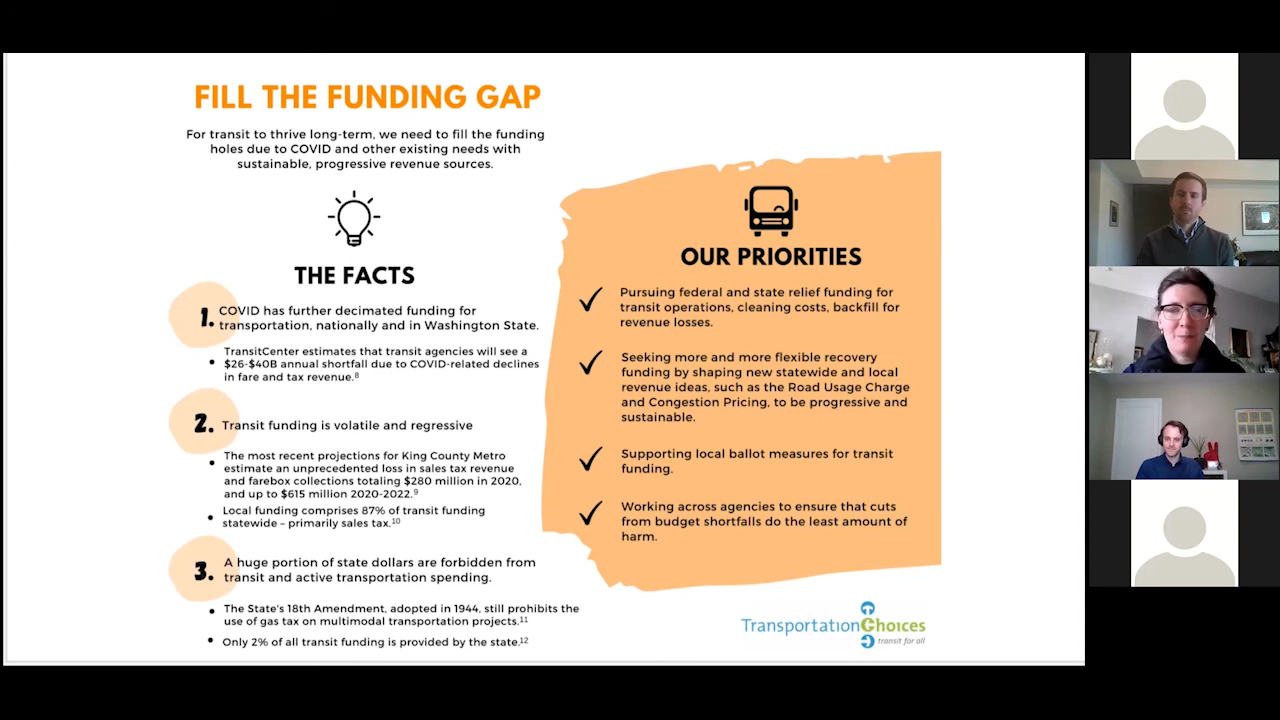 FILL THE FUNDING GAP
For transit to thrive long-term, we need to fill the funding
holes due to COVID and other existing needs with
sustainable, progressive revenue sources.
THE FACTS
1. COVID has further decimated funding for
transportation, nationally and in Washington State.
• TransitCenter estimates that transit agencies will see a
$26-$40B annual shortfall due to COVID-related declines
in fare and tax revenue.⁸
2. Transit funding is volatile and regressive
• The most recent projections for King County Metro
estimate an unprecedented loss in sales tax revenue
and farebox collections totaling $280 million in 2020,
and up to $615 million 2020-2022.⁹
• Local funding comprises 87% of transit funding
statewide – primarily sales tax.¹⁰
3. A huge portion of state dollars are forbidden from
transit and active transportation spending.
• The State's 18th Amendment, adopted in 1944, still prohibits the
use of gas tax on multimodal transportation projects.¹¹
• Only 2% of all transit funding is provided by the state.¹²
OUR PRIORITIES
✓ Pursuing federal and state relief funding for
transit operations, cleaning costs, backfill for
revenue losses.
✓ Seeking more and more flexible recovery
funding by shaping new statewide and local
revenue ideas, such as the Road Usage Charge
and Congestion Pricing, to be progressive and
sustainable.
✓ Supporting local ballot measures for transit
funding.
✓ Working across agencies to ensure that cuts
from budget shortfalls do the least amount of
harm.
TransportationChoices
transit for all